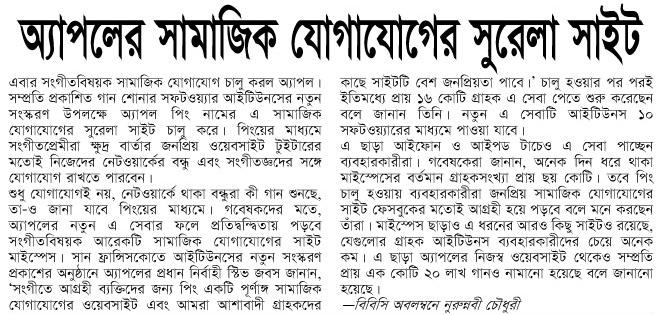 অ্যাপলের সামাজিক যোগাযোগের সুরেলা সাইট
এবার সংগীতবিষয়ক সামাজিক যোগাযোগ চালু করল অ্যাপল।
সম্প্রতি প্রকাশিত গান শোনার সফটওয়্যার আইটিউনসের নতুন
সংস্করণ উপলক্ষে অ্যাপল পিং নামের এ সামাজিক
যোগাযোগের সুরেলা সাইট চালু করে। পিংয়ের মাধ্যমে
সংগীতপ্রেমীরা ক্ষুদ্র বার্তার জনপ্রিয় ওয়েবসাইট টুইটারের
মতোই নিজেদের নেটওয়ার্কের বন্ধু এবং সংগীতজ্ঞদের সঙ্গে
যোগাযোগ রাখতে পারবেন।
শুধু যোগাযোগই নয়, নেটওয়ার্কে থাকা বন্ধুরা কী গান শুনছে,
তা-ও জানা যাবে পিংয়ের মাধ্যমে। গবেষকদের মতে,
অ্যাপলের নতুন এ সেবার ফলে প্রতিদ্বন্ধিতায় পড়বে
সংগীতবিষয়ক আরেকটি সামাজিক যোগাযোগের সাইট
মাইস্পেস। সান ফ্রান্সিসকোতে আইটিউনসের নতুন সংস্করণ
প্রকাশের অনুষ্ঠানে অ্যাপলের প্রধান নির্বাহী স্টিভ জবস জানান,
‘সংগীতে আগ্রহী ব্যক্তিদের জন্য পিং একটি পূর্ণাঙ্গ সামাজিক
যোগাযোগের ওয়েবসাইট এবং আমরা আশাবাদী গ্রাহকদের
কাছে সাইটটি বেশ জনপ্রিয়তা পাবে।’ চালু হওয়ার পর পরই
ইতিমধ্যে প্রায় ১৬ কোটি গ্রাহক এ সেবা পেতে শুরু করেছেন
বলে জানান তিনি। নতুন এ সেবাটি আইটিউনস ১০
সফটওয়্যারের মাধ্যমে পাওয়া যাবে।
এ ছাড়া আইফোন ও আইপড টাচেও এ সেবা পাচ্ছেন
ব্যবহারকারীরা। গবেষকেরা জানান, অনেক দিন ধরে থাকা
মাইস্পেসের বর্তমান গ্রাহকসংখ্যা প্রায় ছয় কোটি। তবে পিং
চালু হওয়ায় ব্যবহারকারীরা জনপ্রিয় সামাজিক যোগাযোগের
সাইট ফেসবুকের মতোই আগ্রহী হয়ে পড়বে বলে মনে করছেন
তাঁরা। মাইস্পেস ছাড়াও এ ধরনের আরও কিছু সাইটও রয়েছে,
যেগুলোর গ্রাহক আইটিউনস ব্যবহারকারীদের চেয়ে অনেক
কম। এ ছাড়া অ্যাপলের নিজস্ব ওয়েবসাইট থেকেও সম্প্রতি
প্রায় এক কোটি ২০ লাখ গানও নামানো হয়েছে বলে জানানো
হয়েছে।
—বিবিসি অবলম্বনে নুরুন্নবী চৌধুরী